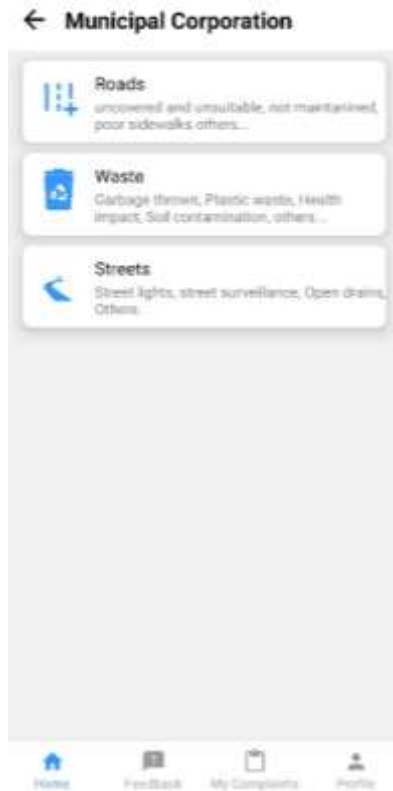 Municipal Corporation
Roads
uncovered and unsuitable, not maintanined,
poor sidewalks others...
Waste
Garbage thrown, Plastic waste, Health
impact, Soil contamination, others...
Streets
Street lights, street surveillance, Open drains,
Others.
Home Feedback My Complaints Profile